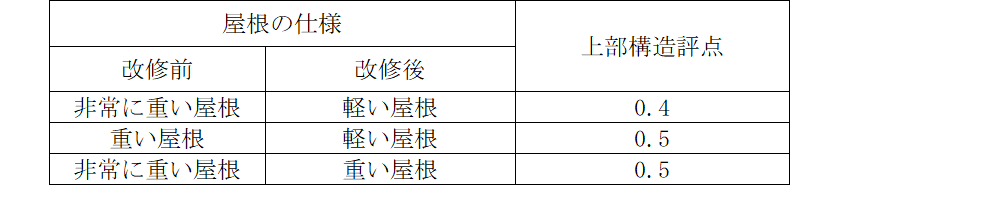 屋根の仕様 上部構造評点
改修前 改修後
非常に重い屋根 軽い屋根 0.4
重い屋根 軽い屋根 0.5
非常に重い屋根 重い屋根 0.5